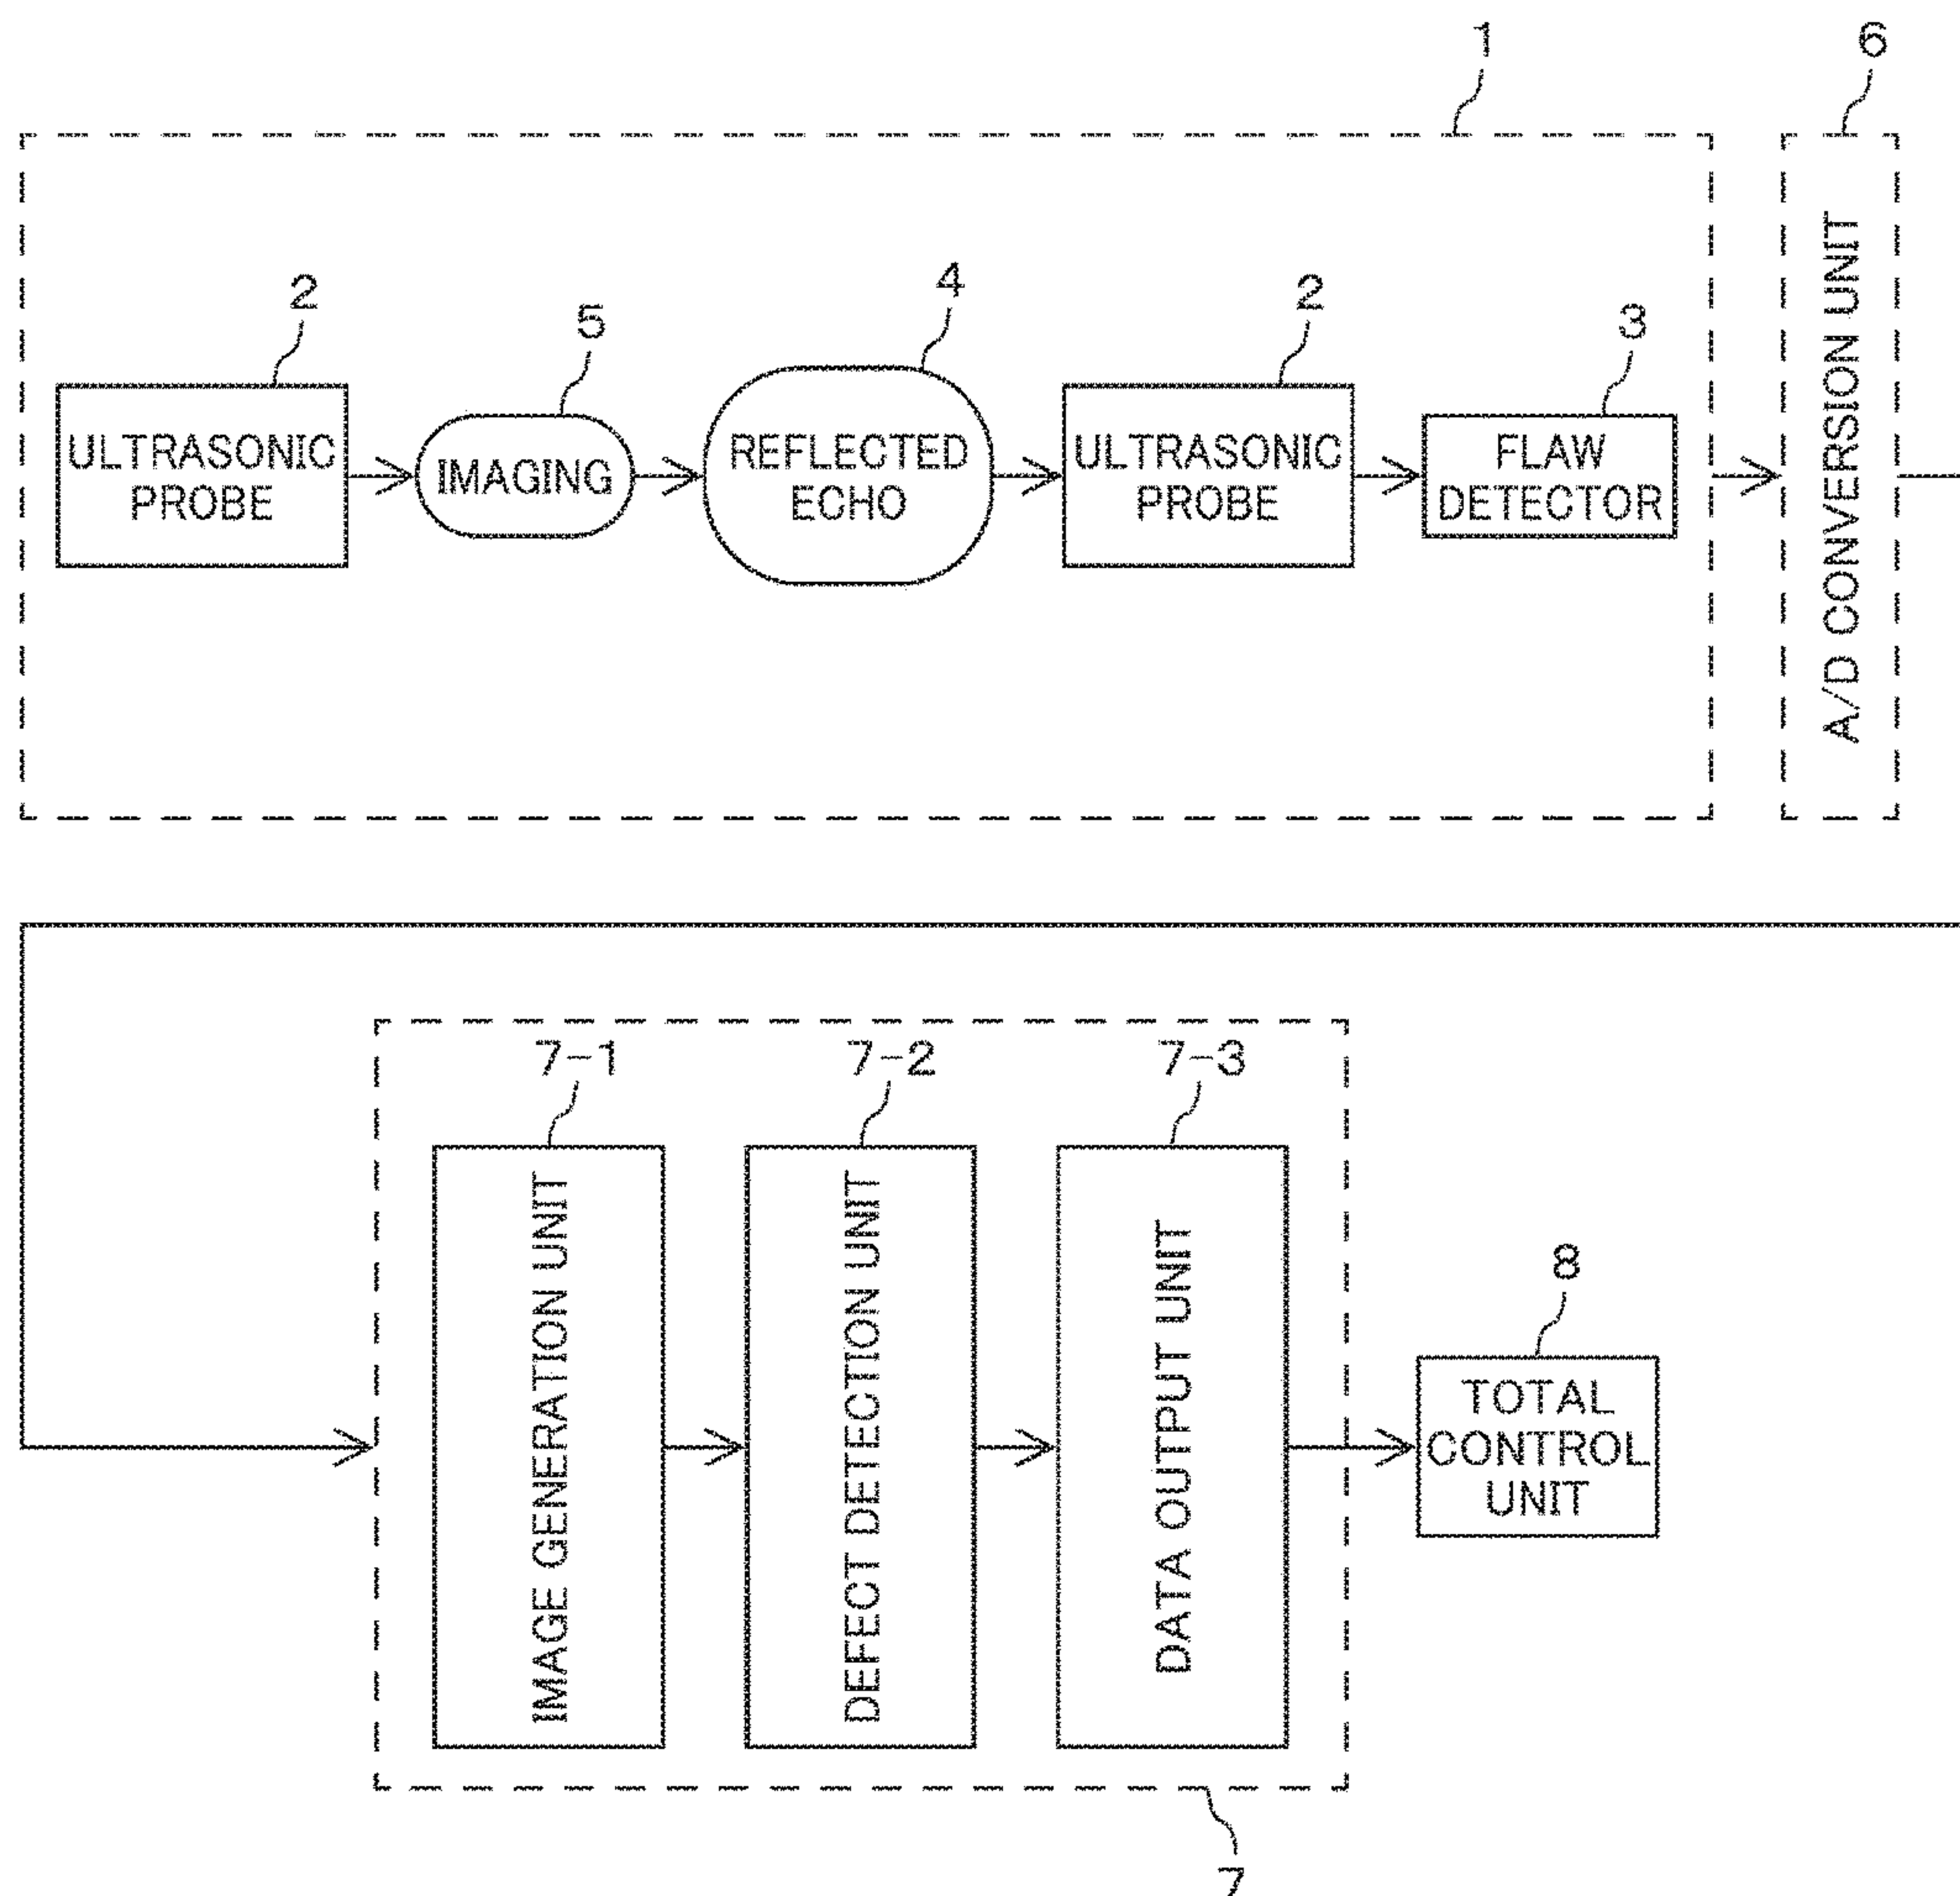 1
6
2
5
4
2
3
ULTRASONIC
PROBE
IMAGING
REFLECTED
ECHO
ULTRASONIC
PROBE
FLAW
DETECTOR
A/D CONVERSION UNIT
7-1
7-2
7-3
IMAGE GENERATION UNIT
DEFECT DETECTION UNIT
DATA OUTPUT UNIT
8
TOTAL
CONTROL
UNIT
7